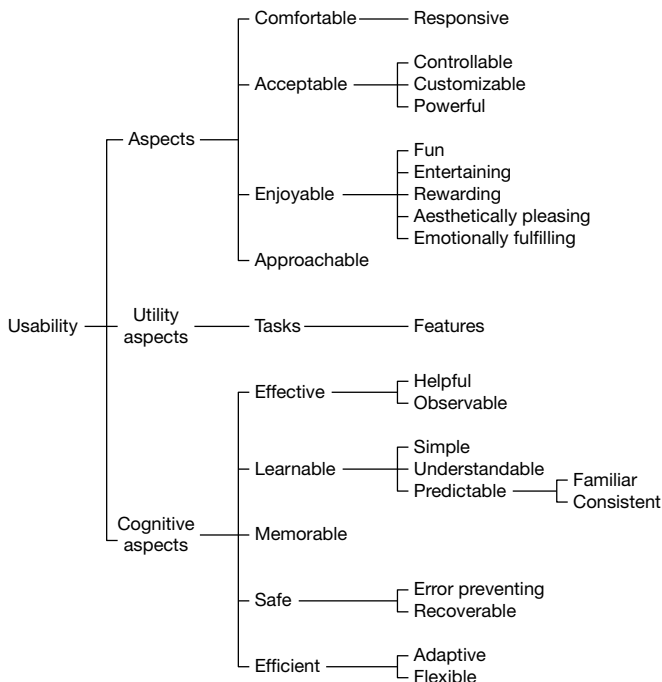 Comfortable
Responsive
Acceptable
Controllable
Customizable
Powerful
Aspects
Enjoyable
Fun
Entertaining
Rewarding
Aesthetically pleasing
Emotionally fulfilling
Approachable
Usability
Utility
aspects
Tasks
Features
Effective
Helpful
Observable
Learnable
Simple
Understandable
Predictable
Familiar
Consistent
Cognitive
aspects
Memorable
Safe
Error preventing
Recoverable
Efficient
Adaptive
Flexible